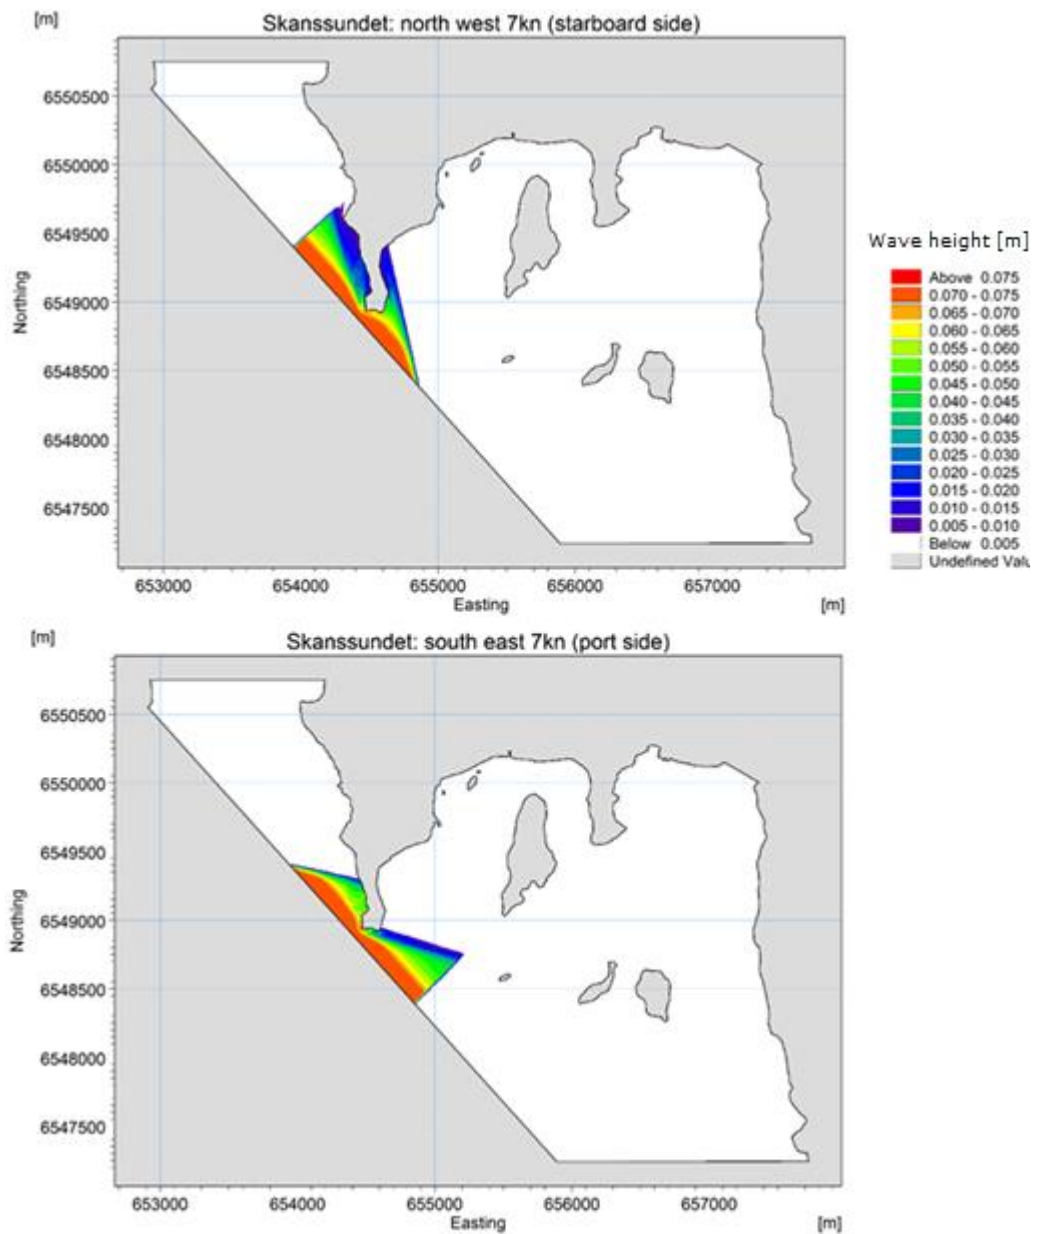 [m]
Skanssundet: north west 7kn (starboard side)
6550500
6550000
6549500
6549000
6548500
6548000
6547500
Northing
653000 654000 655000 656000 657000
Easting
[m]
Wave height [m]
Above 0.075
0.070 - 0.075
0.065 - 0.070
0.060 - 0.065
0.055 - 0.060
0.050 - 0.055
0.045 - 0.050
0.040 - 0.045
0.035 - 0.040
0.030 - 0.035
0.025 - 0.030
0.020 - 0.025
0.015 - 0.020
0.010 - 0.015
0.005 - 0.010
Below 0.005
Undefined Valu
[m]
Skanssundet: south east 7kn (port side)
6550500
6550000
6549500
6549000
6548500
6548000
6547500
Northing
653000 654000 655000 656000 657000
Easting
[m]